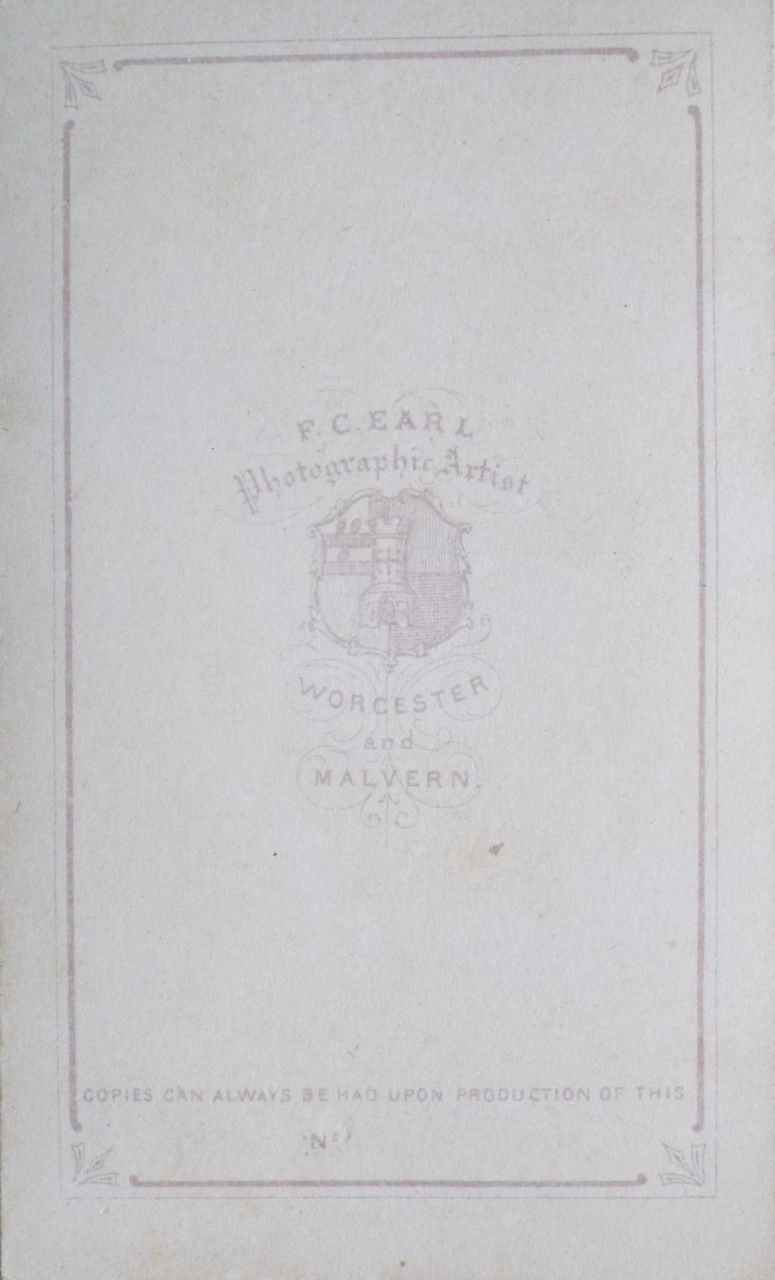 F. C. EARL
Photographic Artist
WORCESTER
and
MALVERN.
COPIES CAN ALWAYS BE HAD UPON PRODUCTION OF THIS
No